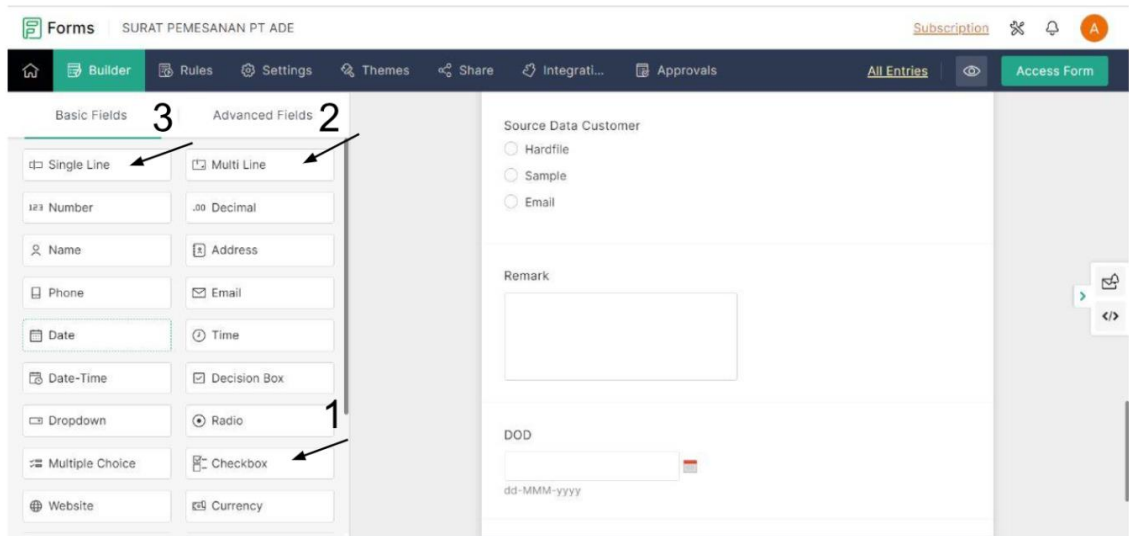 Forms SURAT PEMESANAN PT ADE Subscription A
Builder Rules Settings Themes Share Integrati... Approvals All Entries Access Form
Basic Fields 3 Advanced Fields 2
Single Line Multi Line
123 Number .00 Decimal
Name Address
Phone Email
Date Time
Date-Time Decision Box
Dropdown Radio 1
Multiple Choice Checkbox
Website Currency
Source Data Customer
Hardfile
Sample
Email
Remark
DOD
dd-MMM-yyyy